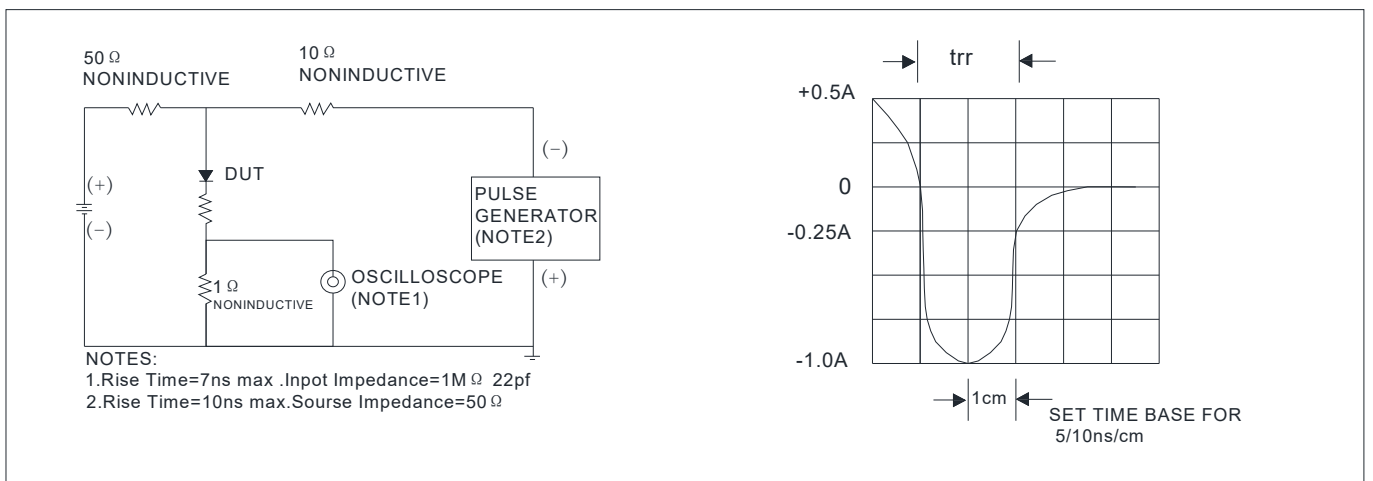 50 Ω
NONINDUCTIVE
10 Ω
NONINDUCTIVE
(+)
(−)
DUT
1 Ω
NONINDUCTIVE
OSCILLOSCOPE
(NOTE1)
(−)
PULSE
GENERATOR
(NOTE2)
(+)
NOTES:
1.Rise Time=7ns max .Inpot Impedance=1M Ω 22pf
2.Rise Time=10ns max.Sourse Impedance=50 Ω
trr
+0.5A
0
-0.25A
-1.0A
1cm
SET TIME BASE FOR
5/10ns/cm